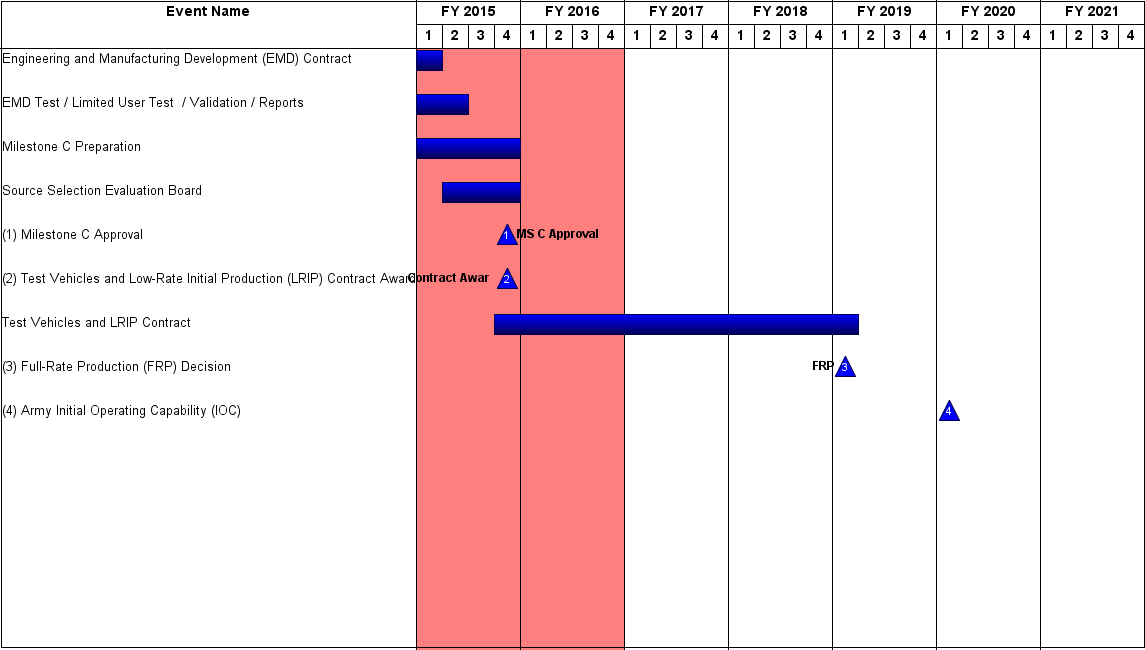 Event Name FY 2015 FY 2016 FY 2017 FY 2018 FY 2019 FY 2020 FY 2021
1 2 3 4 1 2 3 4 1 2 3 4 1 2 3 4 1 2 3 4 1 2 3 4 1 2 3 4
Engineering and Manufacturing Development (EMD) Contract
EMD Test / Limited User Test / Validation / Reports
Milestone C Preparation
Source Selection Evaluation Board
(1) Milestone C Approval 1 MS C Approval
(2) Test Vehicles and Low-Rate Initial Production (LRIP) Contract Award Contract Awar 2
Test Vehicles and LRIP Contract
(3) Full-Rate Production (FRP) Decision FRP 3
(4) Army Initial Operating Capability (IOC) 4